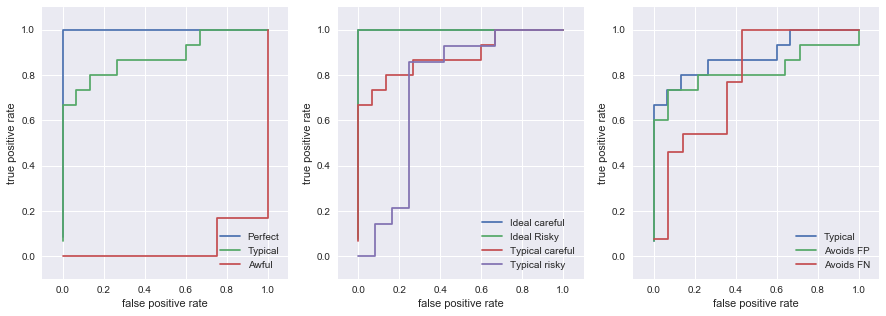 true positive rate
1.0
0.8
0.6
0.4
0.2
0.0
Perfect
Typical
Awful
0.0 0.2 0.4 0.6 0.8 1.0
false positive rate
true positive rate
1.0
0.8
0.6
0.4
0.2
0.0
Ideal careful
Ideal Risky
Typical careful
Typical risky
0.0 0.2 0.4 0.6 0.8 1.0
false positive rate
true positive rate
1.0
0.8
0.6
0.4
0.2
0.0
Typical
Avoids FP
Avoids FN
0.0 0.2 0.4 0.6 0.8 1.0
false positive rate